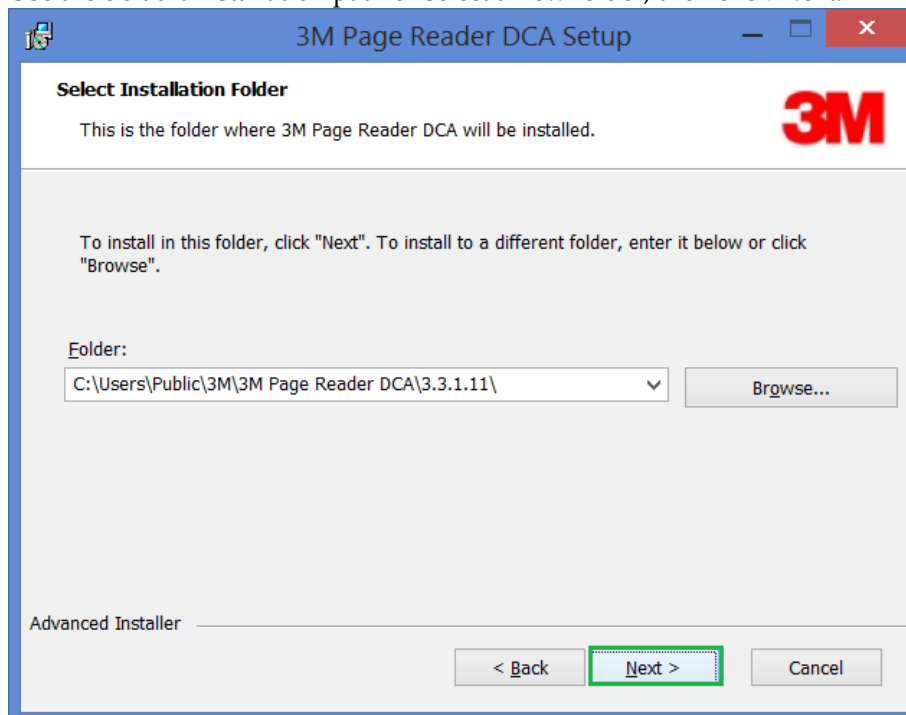 3M Page Reader DCA Setup
Select Installation Folder
This is the folder where 3M Page Reader DCA will be installed.
3M
To install in this folder, click "Next". To install to a different folder, enter it below or click
"Browse".
Folder:
C:\Users\Public\3M\3M Page Reader DCA\3.3.1.11\
Browse...
Advanced Installer
< Back
Next >
Cancel